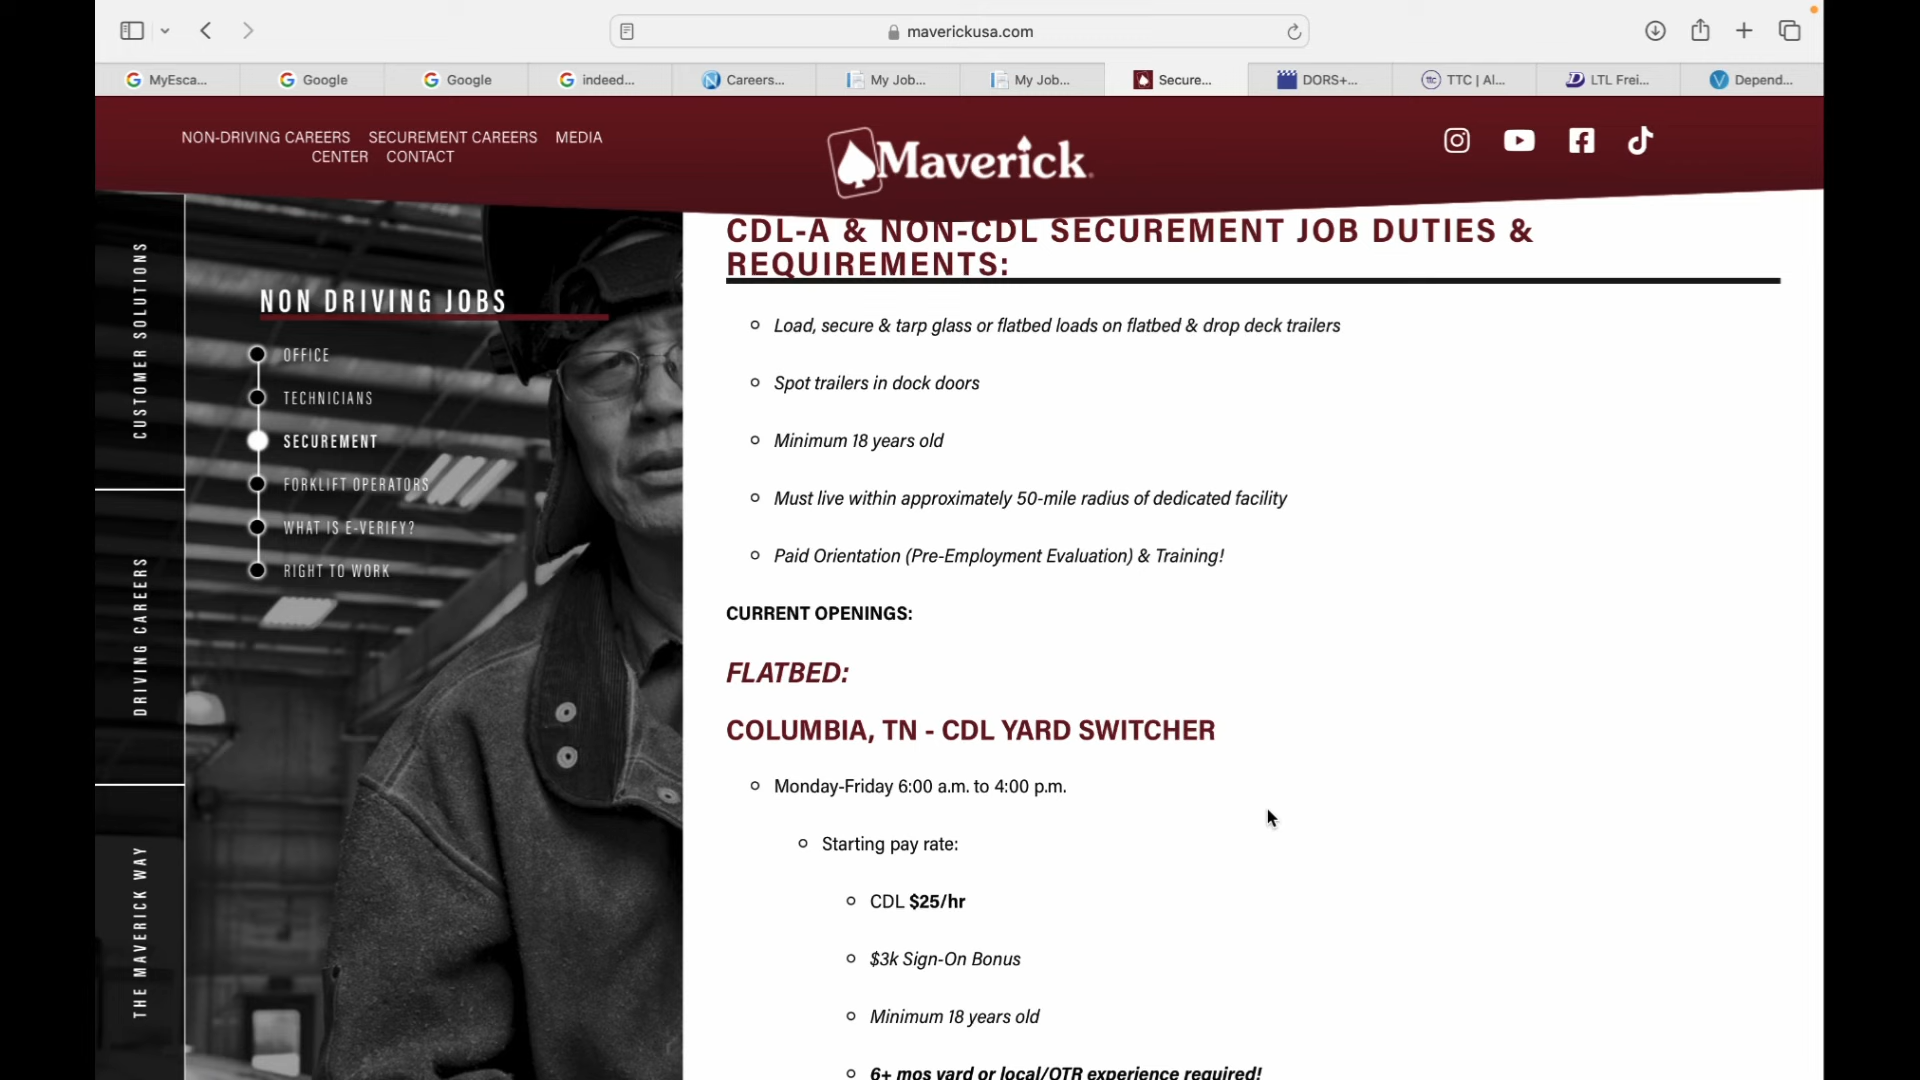 maverickusa.com
MyEsca...
Google
Google
indeed...
Careers...
My Job...
My Job...
Secure...
DORS+...
TTC | Al...
LTL Frei...
Depend...
NON-DRIVING CAREERS SECUREMENT CAREERS MEDIA
CENTER CONTACT
Maverick
CUSTOMER SOLUTIONS
DRIVING CAREERS
THE MAVERICK WAY
NON DRIVING JOBS
OFFICE
TECHNICIANS
SECUREMENT
FORKLIFT OPERATORS
WHAT IS E-VERIFY?
RIGHT TO WORK
CDL-A & NON-CDL SECUREMENT JOB DUTIES &
REQUIREMENTS:
Load, secure & tarp glass or flatbed loads on flatbed & drop deck trailers
Spot trailers in dock doors
Minimum 18 years old
Must live within approximately 50-mile radius of dedicated facility
Paid Orientation (Pre-Employment Evaluation) & Training!
CURRENT OPENINGS:
FLATBED:
COLUMBIA, TN - CDL YARD SWITCHER
Monday-Friday 6:00 a.m. to 4:00 p.m.
Starting pay rate:
CDL $25/hr
$3k Sign-On Bonus
Minimum 18 years old
6+ mos yard or local/OTR experience required!